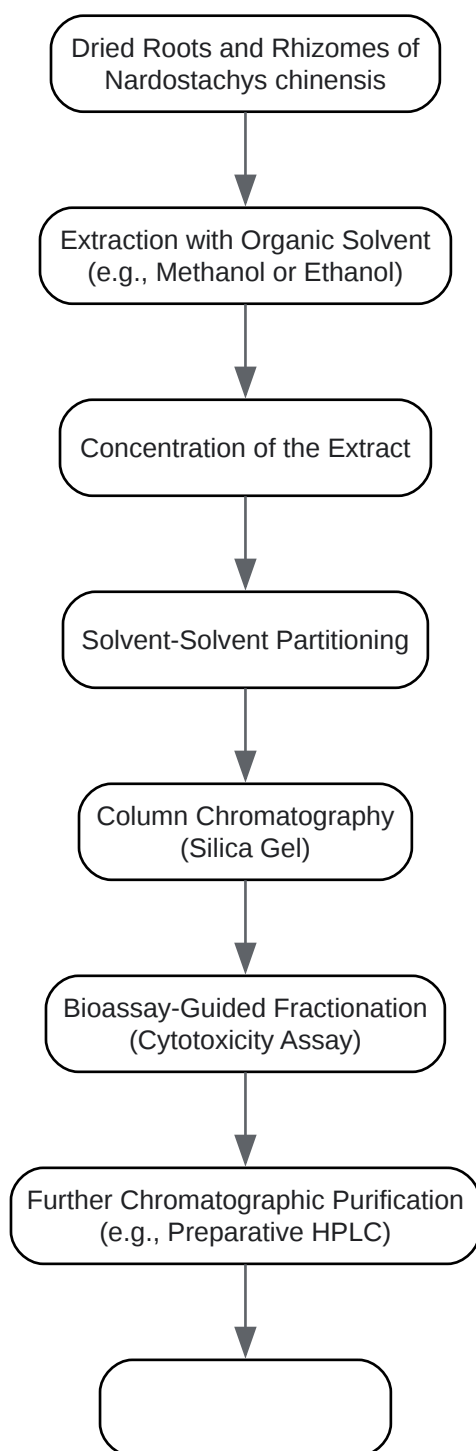 Dried Roots and Rhizomes of
Nardostachys chinensis
Extraction with Organic Solvent
(e.g., Methanol or Ethanol)
Concentration of the Extract
Solvent-Solvent Partitioning
Column Chromatography
(Silica Gel)
Bioassay-Guided Fractionation
(Cytotoxicity Assay)
Further Chromatographic Purification
(e.g., Preparative HPLC)